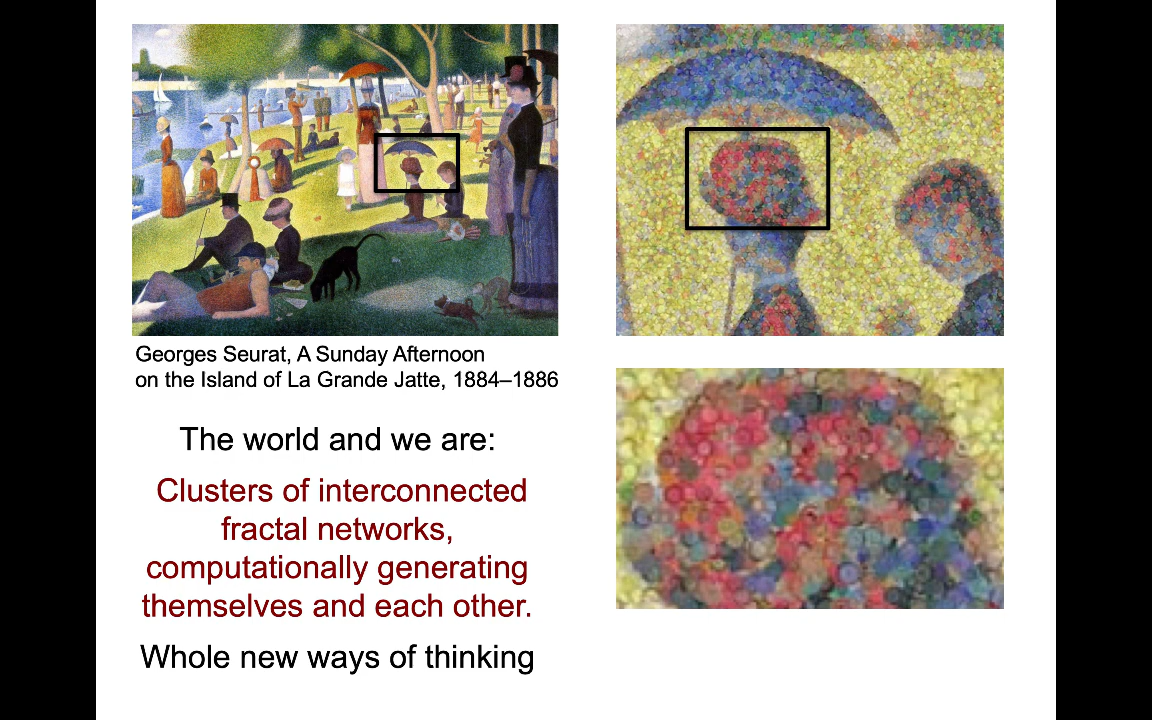 Georges Seurat, A Sunday Afternoon
on the Island of La Grande Jatte, 1884–1886
The world and we are:
Clusters of interconnected
fractal networks,
computationally generating
themselves and each other.
Whole new ways of thinking